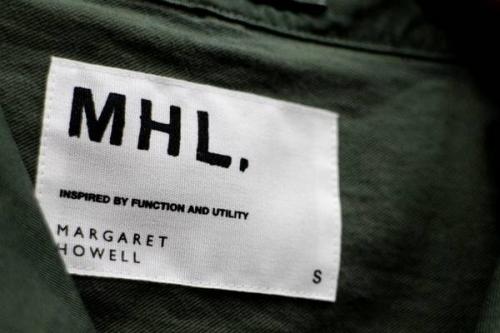 MHL.
INSPIRED BY FUNCTION AND UTILITY
MARGARET
HOWELL
S